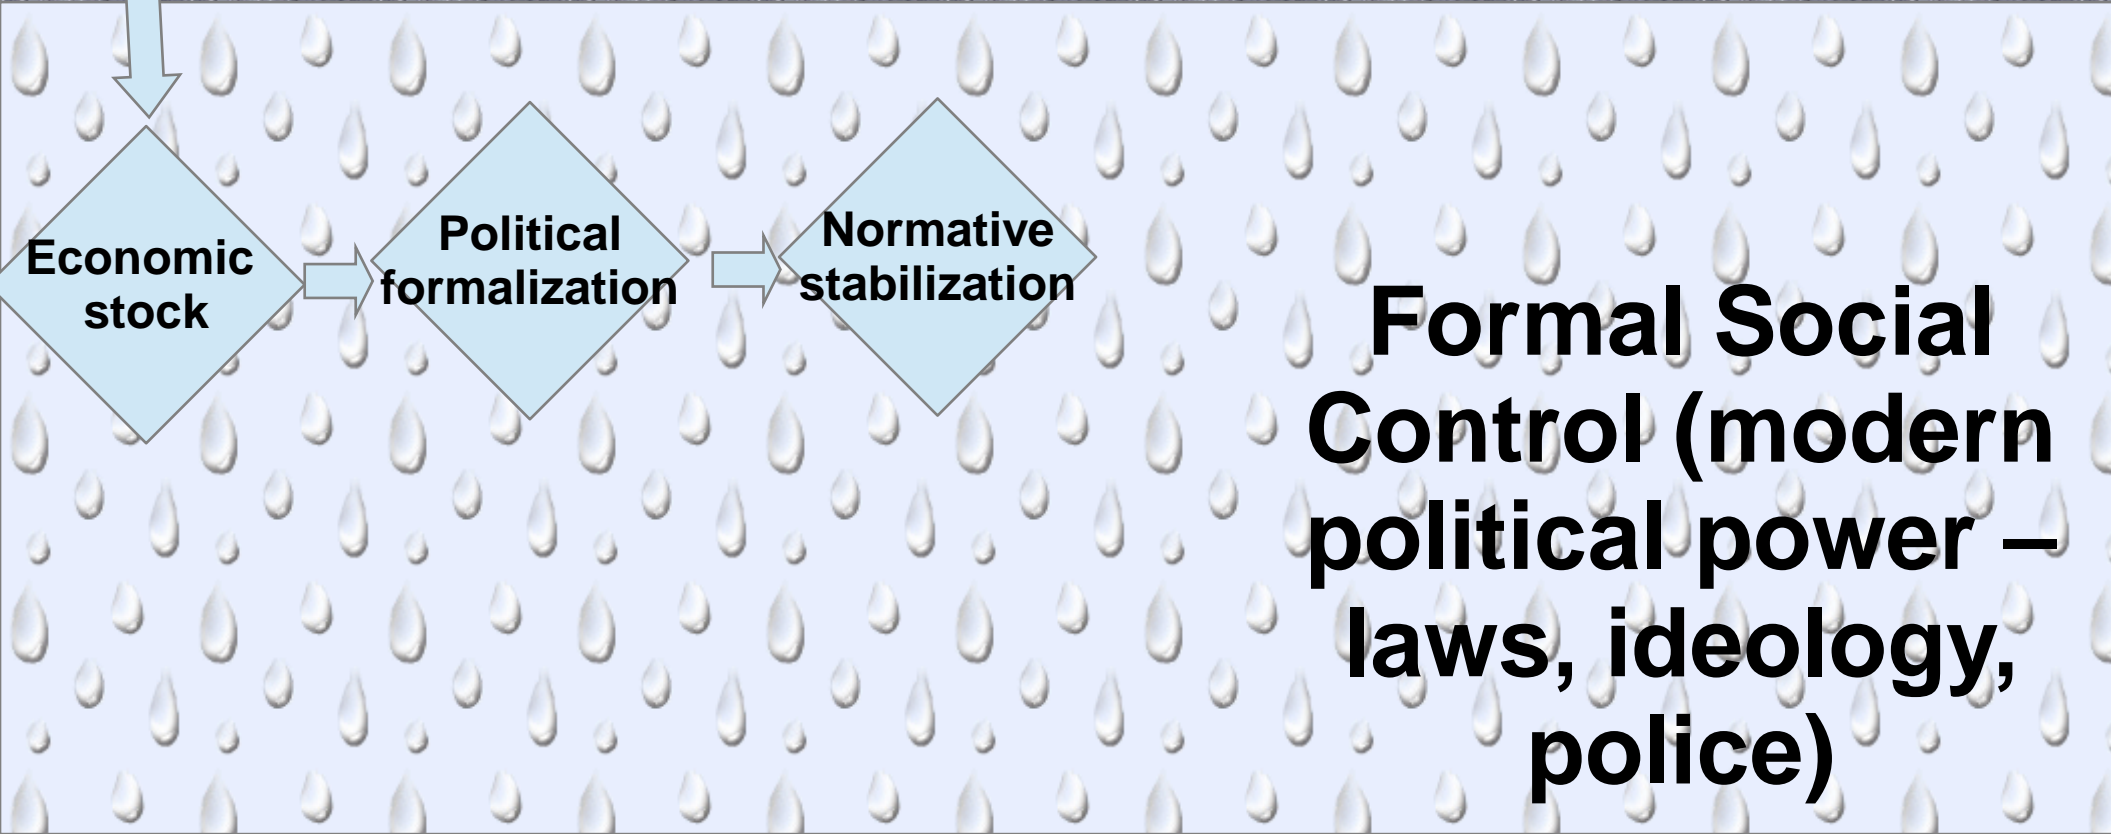 Economic
stock
Political
formalization
Normative
stabilization
Formal Social
Control (modern
political power –
laws, ideology,
police)